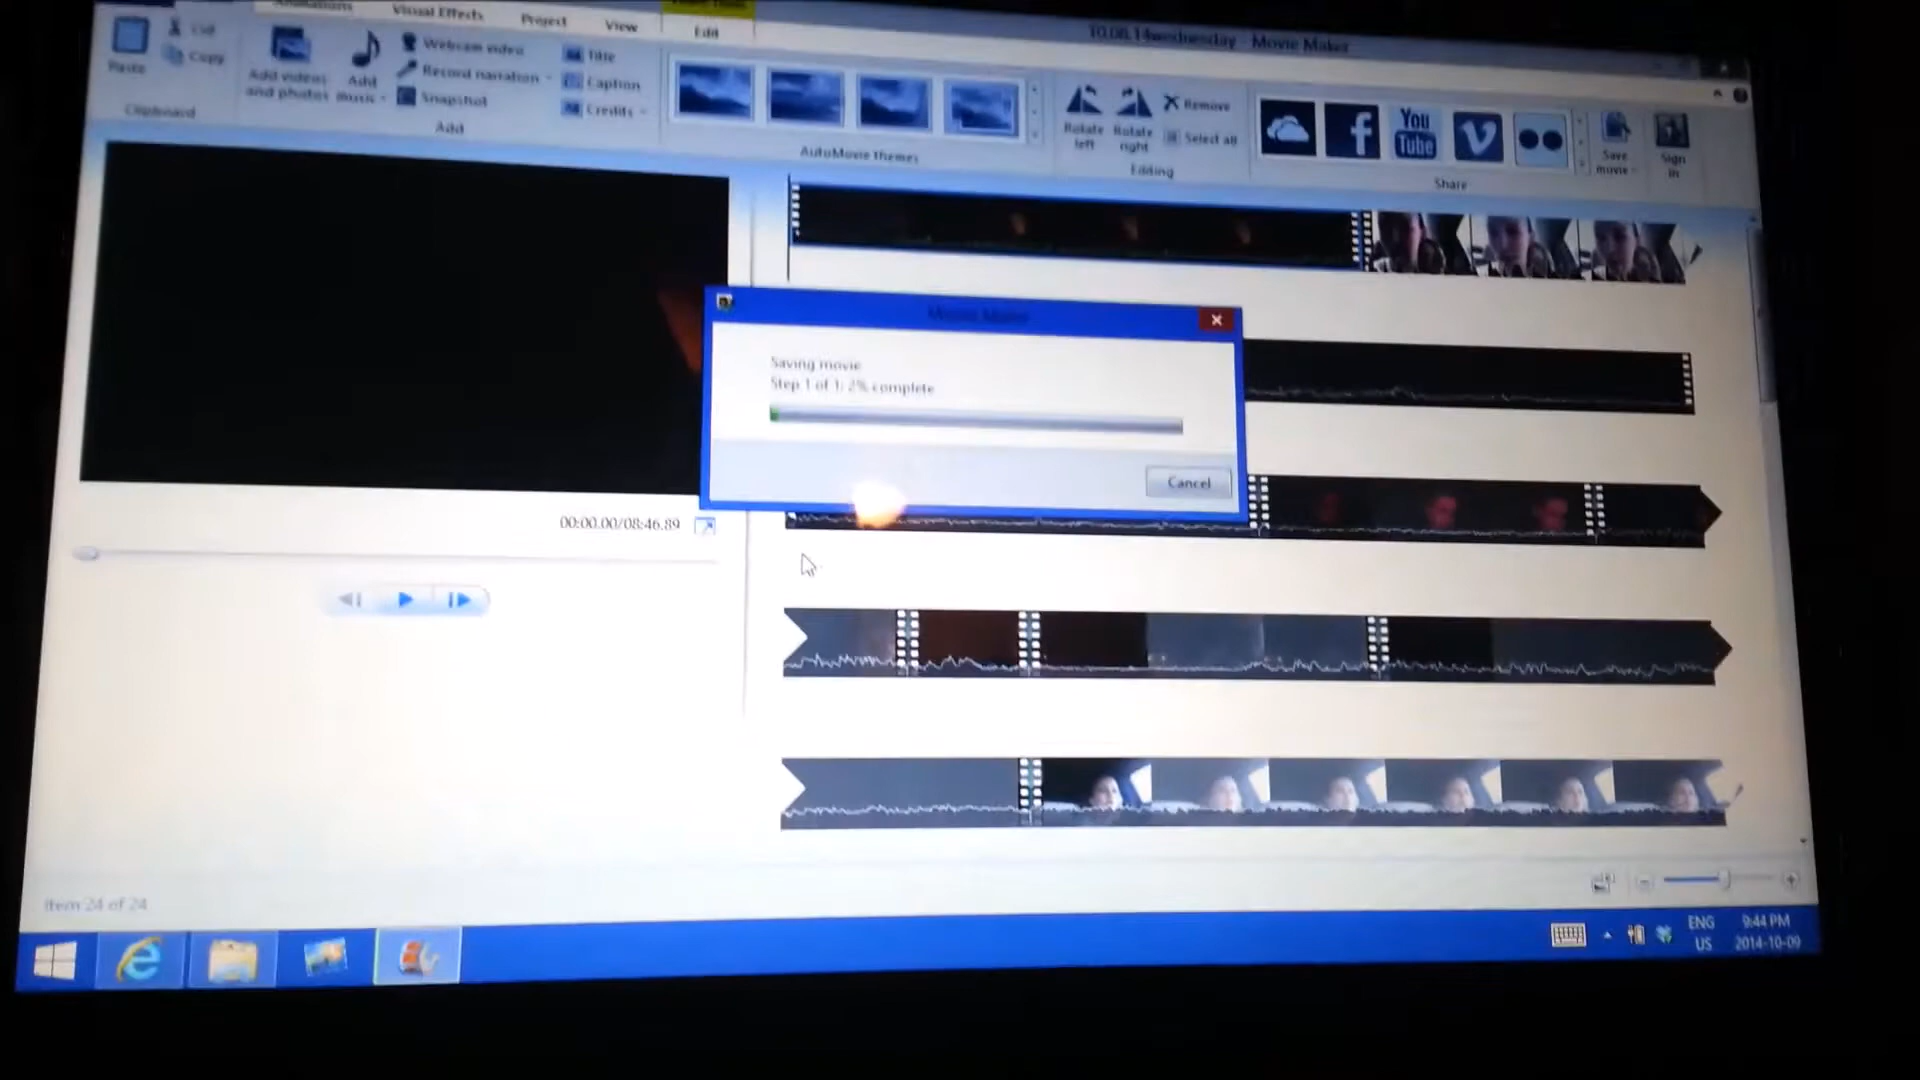 Animations
Visual Effects
Project
View
Edit
10.08.14wednesday - Movie Maker
Paste
Cut
Copy
Clipboard
Add videos
and photos
Add
music
Webcam video
Record narration
Snapshot
Title
Caption
Credits
Add
AutoMovie themes
Rotate
left
Rotate
right
Remove
Select all
Editing
f
You
Tube
V
Share
Save
movie
Sign
in
Movie Maker
Saving movie
Step 1 of 1: 2% complete
Cancel
00:00.00/08:46.89
Item 24 of 24
ENG
US
9:44 PM
2014-10-09